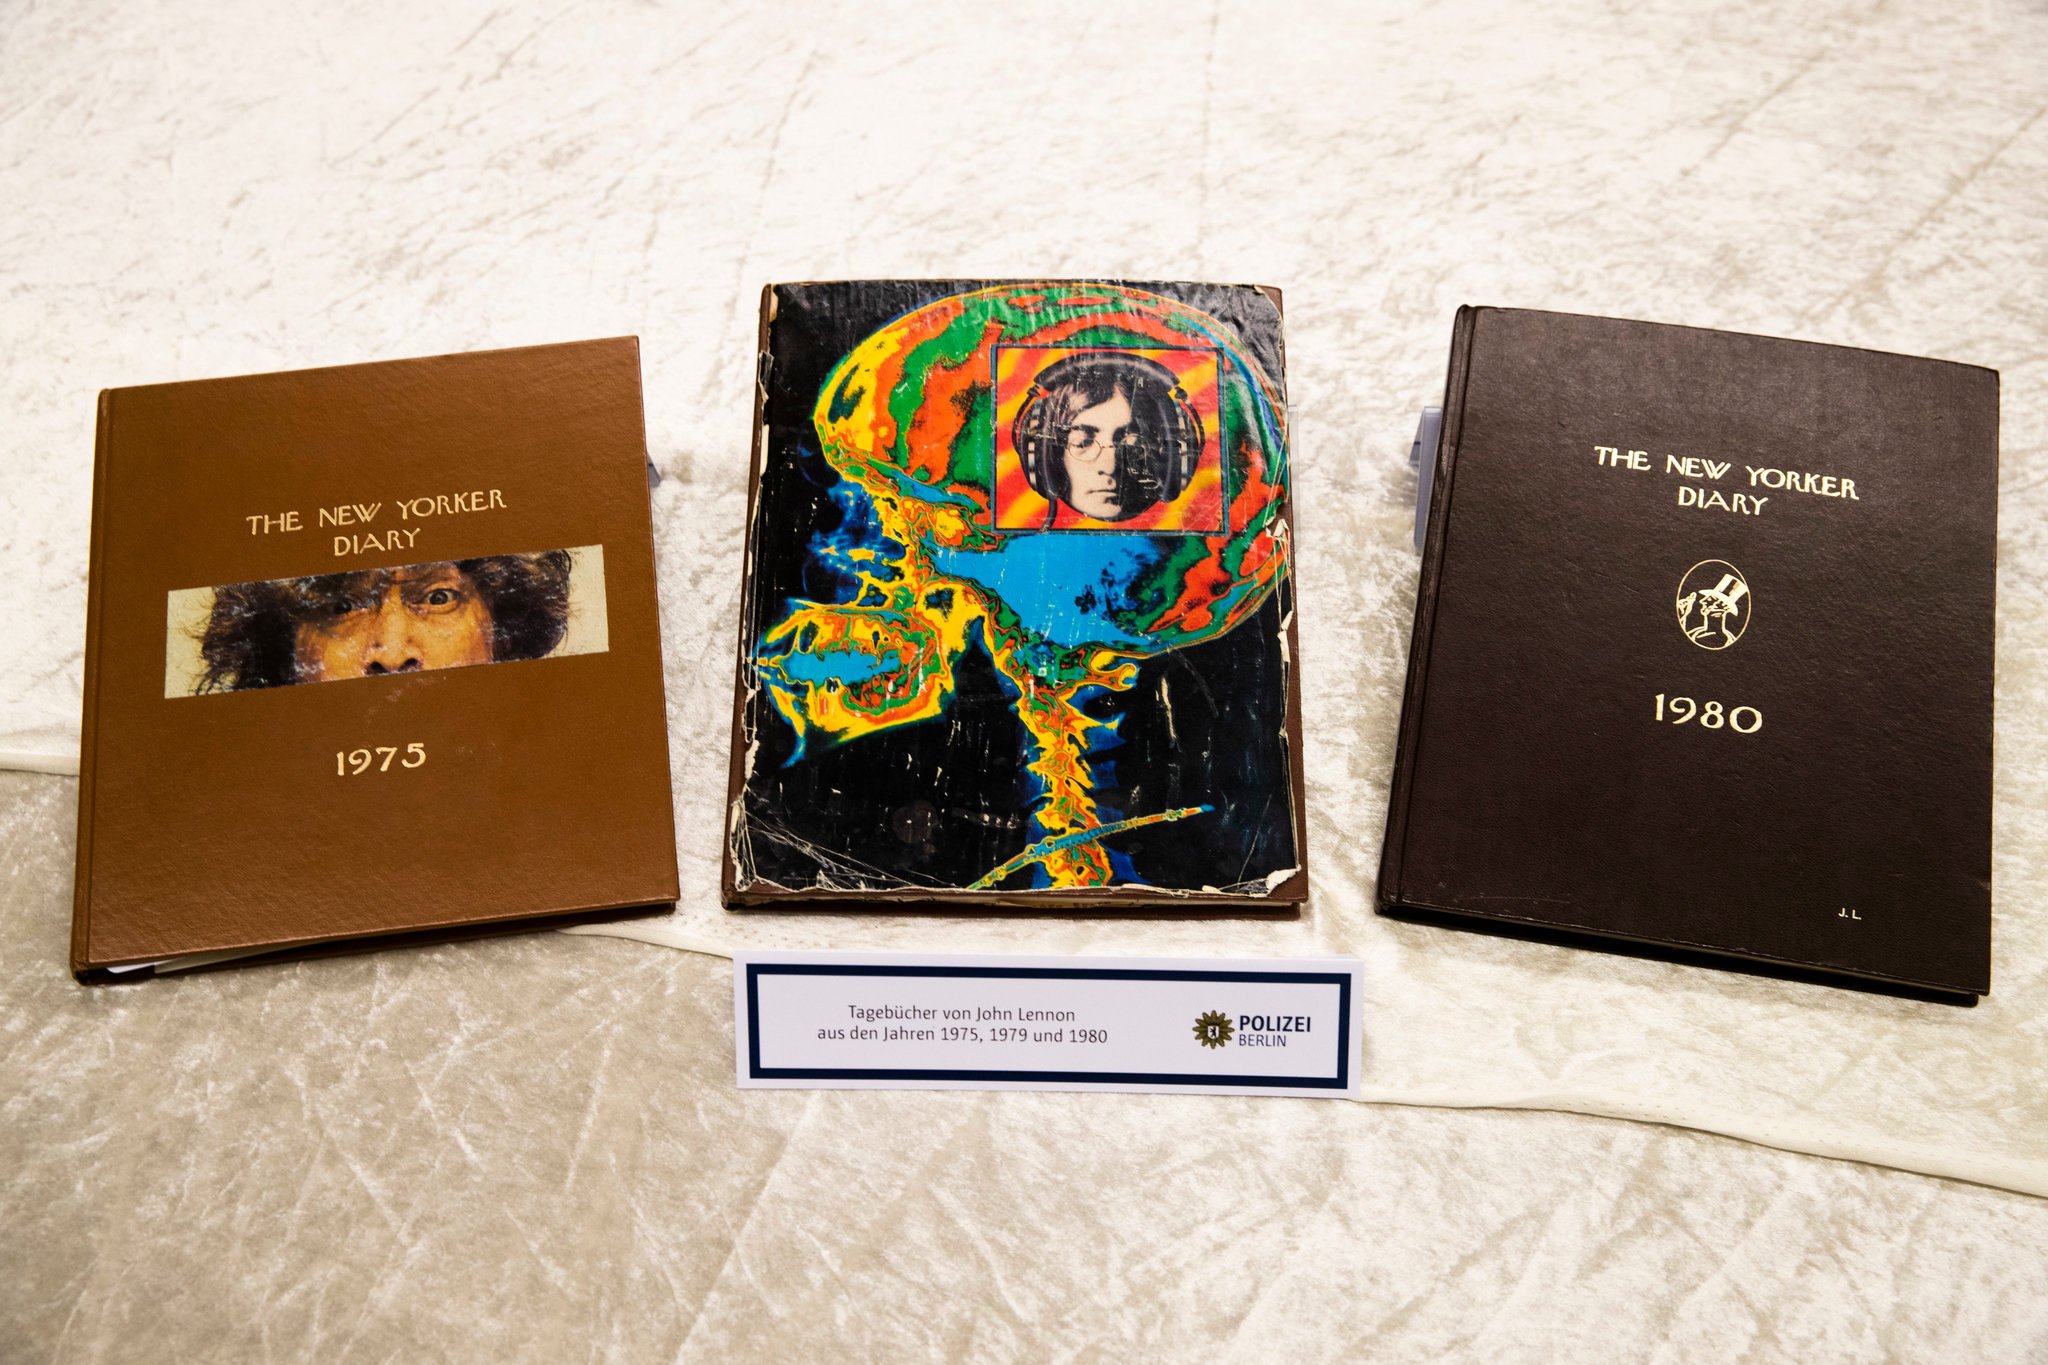 THE NEW YORKER
DIARY
1975
THE NEW YORKER
DIARY
1980
J. L.
Tagebücher von John Lennon
aus den Jahren 1975, 1979 und 1980
POLIZEI
BERLIN